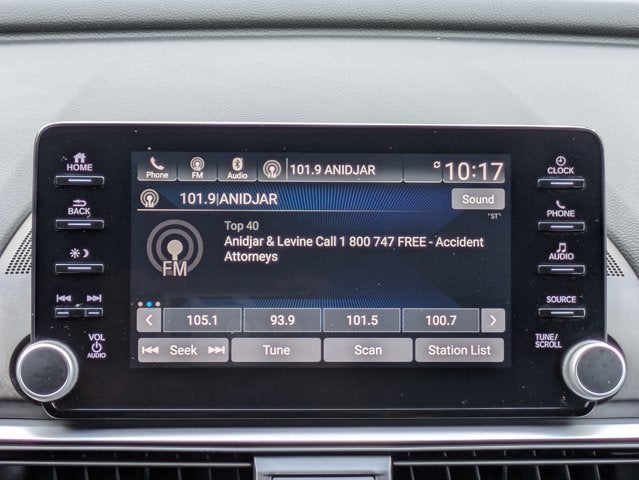 HOME
BACK
VOL
AUDIO
Phone
FM
Audio
FM
101.9 ANIDJAR
10:17
101.9|ANIDJAR
Sound
"ST"
Top 40
Anidjar & Levine Call 1 800 747 FREE - Accident
Attorneys
FM
105.1
93.9
101.5
100.7
Seek
Tune
Scan
Station List
CLOCK
PHONE
AUDIO
SOURCE
TUNE/
SCROLL